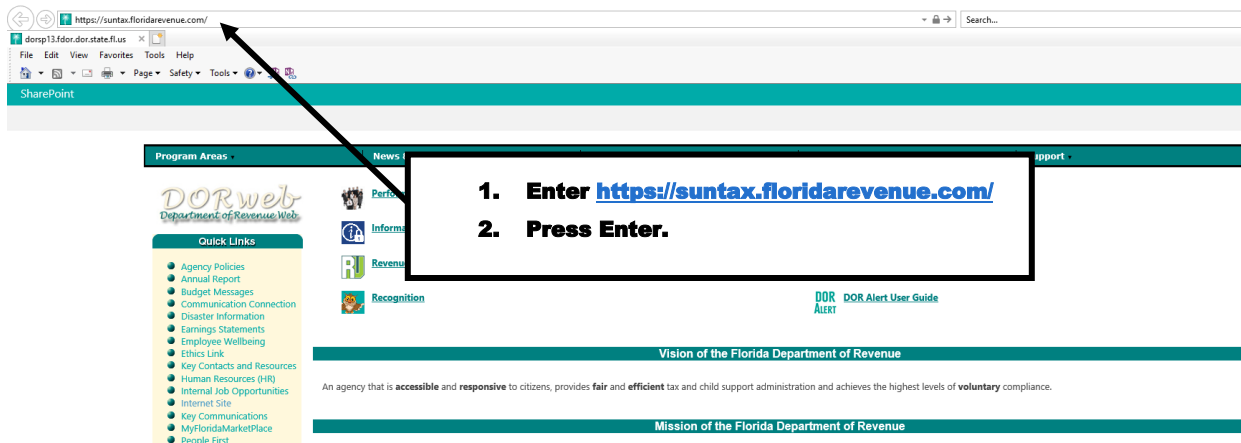 https://suntax.floridarevenue.com/
Search...
dorsp13.fdor.dor.state.fl.us
File Edit View Favorites Tools Help
Page Safety Tools
SharePoint
Program Areas
News
Support
DORweb
Department of Revenue Web
Quick Links
Agency Policies
Annual Report
Budget Messages
Communication Connection
Disaster Information
Earnings Statements
Employee Wellbeing
Ethics Link
Key Contacts and Resources
Human Resources (HR)
Internal Job Opportunities
Internet Site
Key Communications
MyFloridaMarketPlace
People First
1. Enter https://suntax.floridarevenue.com/
2. Press Enter.
Recognition
DOR ALERT
DOR Alert User Guide
Vision of the Florida Department of Revenue
An agency that is accessible and responsive to citizens, provides fair and efficient tax and child support administration and achieves the highest levels of voluntary compliance.
Mission of the Florida Department of Revenue